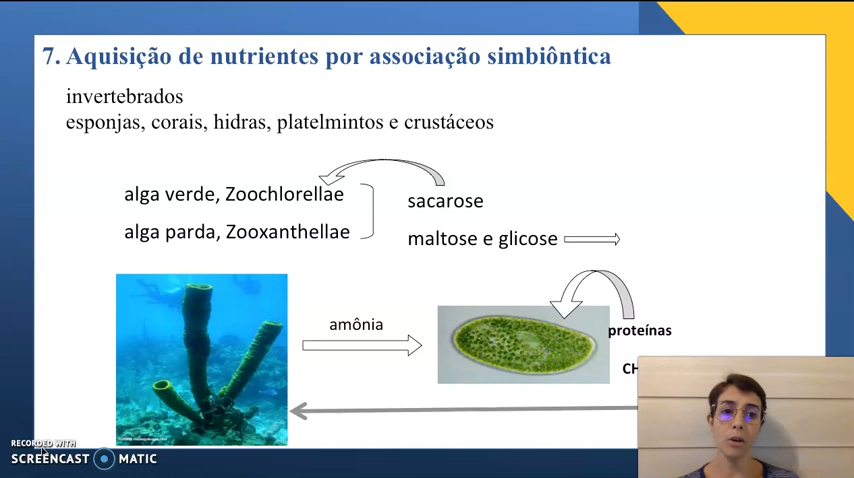 7. Aquisição de nutrientes por associação simbiôntica
invertebrados
esponjas, corais, hidras, platelmintos e crustáceos
alga verde, Zoochlorellae
sacarose
alga parda, Zooxanthellae
maltose e glicose
amônia
proteínas
CH
RECORDED WITH
SCREENCAST MATIC